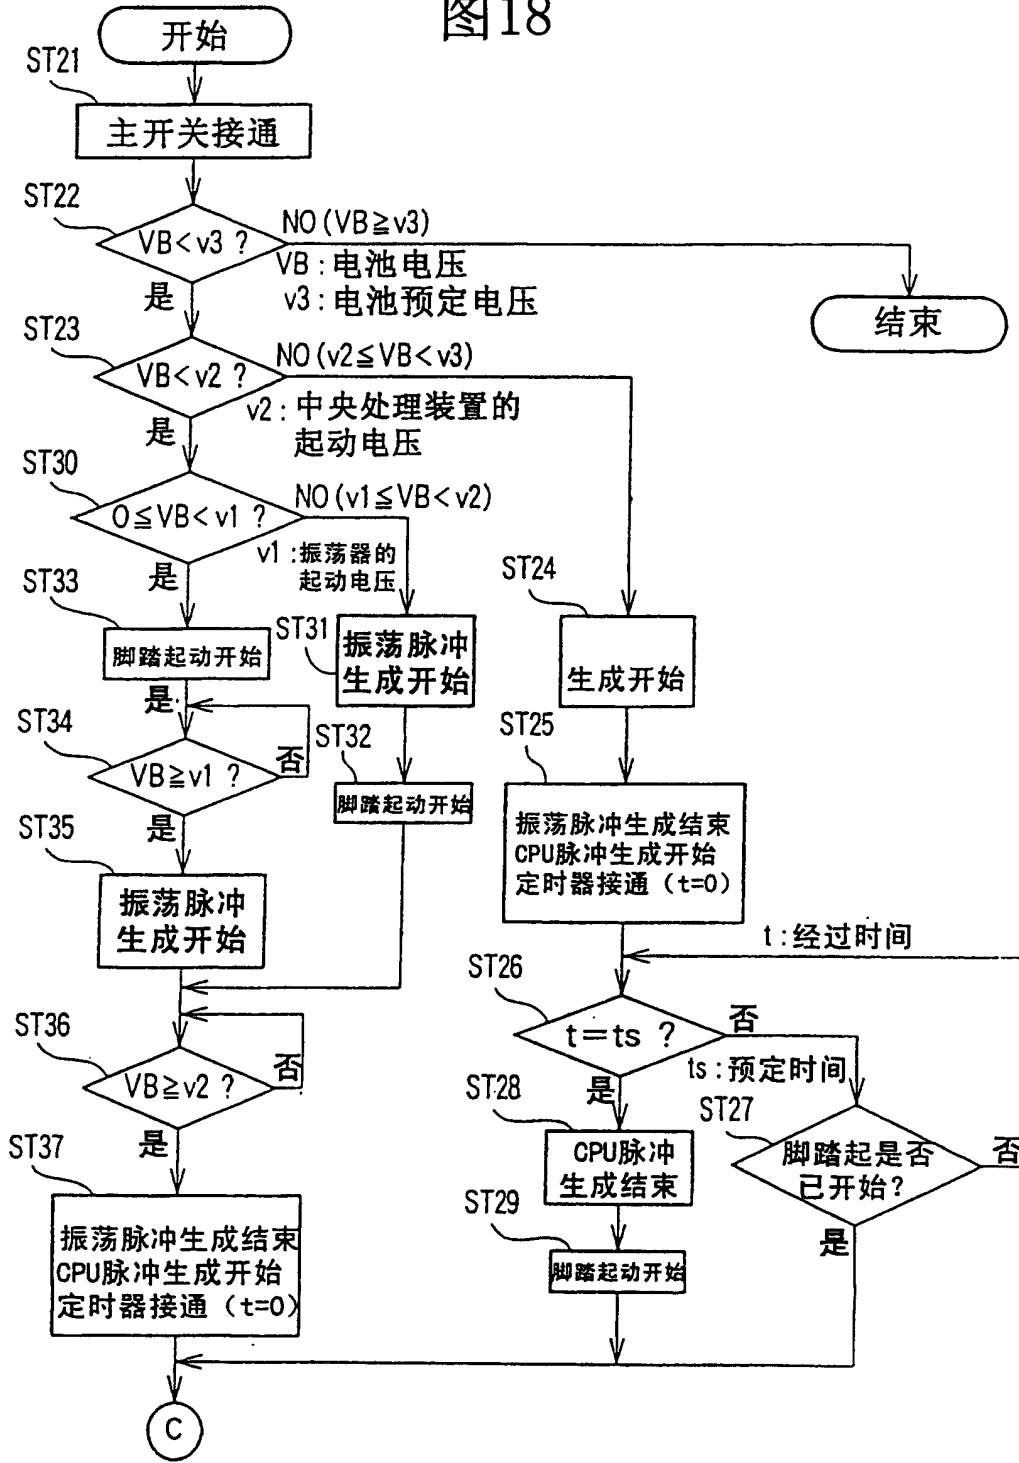 图18
开始
ST21
主开关接通
ST22
VB<v3 ?
NO(VB≧v3)
VB:电池电压
v3:电池预定电压
是
结束
ST23
VB<v2 ?
NO(v2≦VB<v3)
v2:中央处理装置的
起动电压
是
ST30
0≦VB<v1 ?
NO(v1≦VB<v2)
v1:振荡器的
起动电压
是
ST33
脚踏起动开始
是
ST31
振荡脉冲
生成开始
ST24
生成开始
ST34
VB≧v1 ?
否
是
ST32
脚踏起动开始
ST25
振荡脉冲生成结束
CPU脉冲生成开始
定时器接通(t=0)
ST35
振荡脉冲
生成开始
t:经过时间
ST26
t=ts ?
否
是
ts:预定时间
ST36
VB≧v2 ?
否
是
ST28
CPU脉冲
生成结束
ST27
脚踏起是否
已开始?
否
是
ST29
脚踏起动开始
ST37
振荡脉冲生成结束
CPU脉冲生成开始
定时器接通(t=0)
C